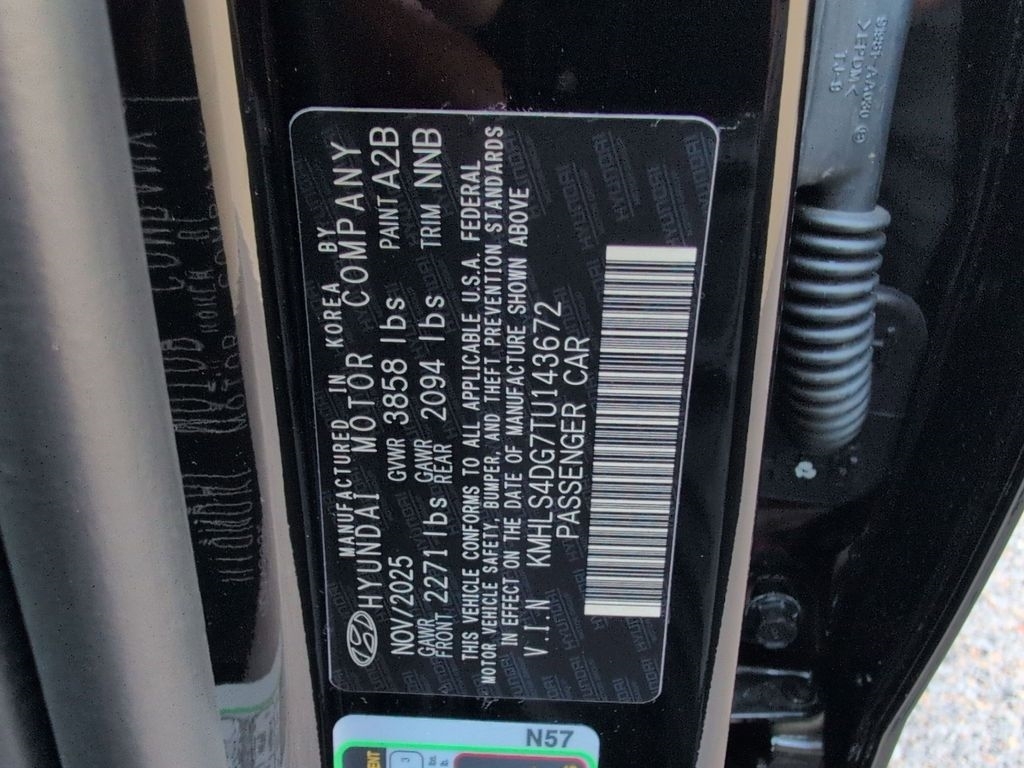 MANUFACTURED IN KOREA BY
HYUNDAI MOTOR COMPANY
NOV/2025 GVWR 3858 lbs PAINT A2B
GAWR FRONT 2271 lbs GAWR REAR 2094 lbs TRIM NNB
THIS VEHICLE CONFORMS TO ALL APPLICABLE U.S.A. FEDERAL
MOTOR VEHICLE SAFETY, BUMPER, AND THEFT PREVENTION STANDARDS
IN EFFECT ON THE DATE OF MANUFACTURE SHOWN ABOVE
V.I.N KMHLS4DG7TU143672
PASSENGER CAR
N57
>EPDM<